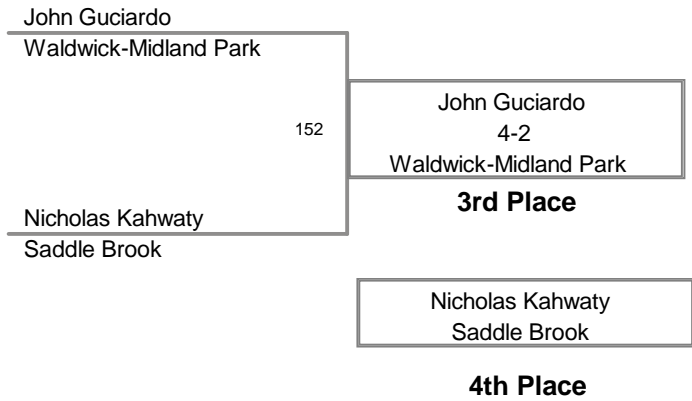 John Guciardo
Waldwick-Midland Park
152
John Guciardo
4-2
Waldwick-Midland Park
3rd Place
Nicholas Kahwaty
Saddle Brook
Nicholas Kahwaty
Saddle Brook
4th Place